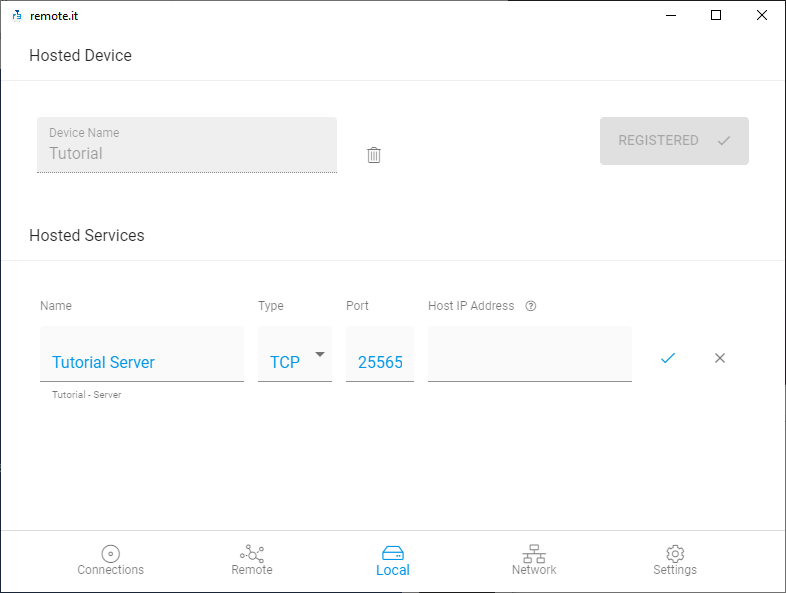 remote.it
Hosted Device
Device Name
Tutorial
REGISTERED
Hosted Services
Name Type Port Host IP Address ?
Tutorial Server TCP 25565
Tutorial - Server
Connections Remote Local Network Settings